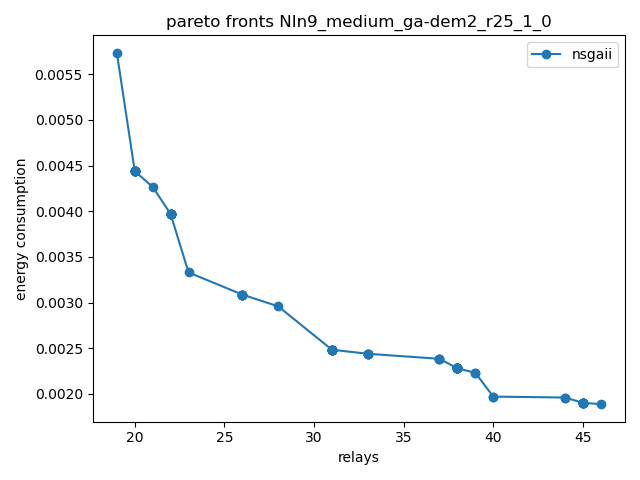 pareto fronts NIn9_medium_ga-dem2_r25_1_0
nsgaii
energy consumption
0.0055
0.0050
0.0045
0.0040
0.0035
0.0030
0.0025
0.0020
20 25 30 35 40 45
relays